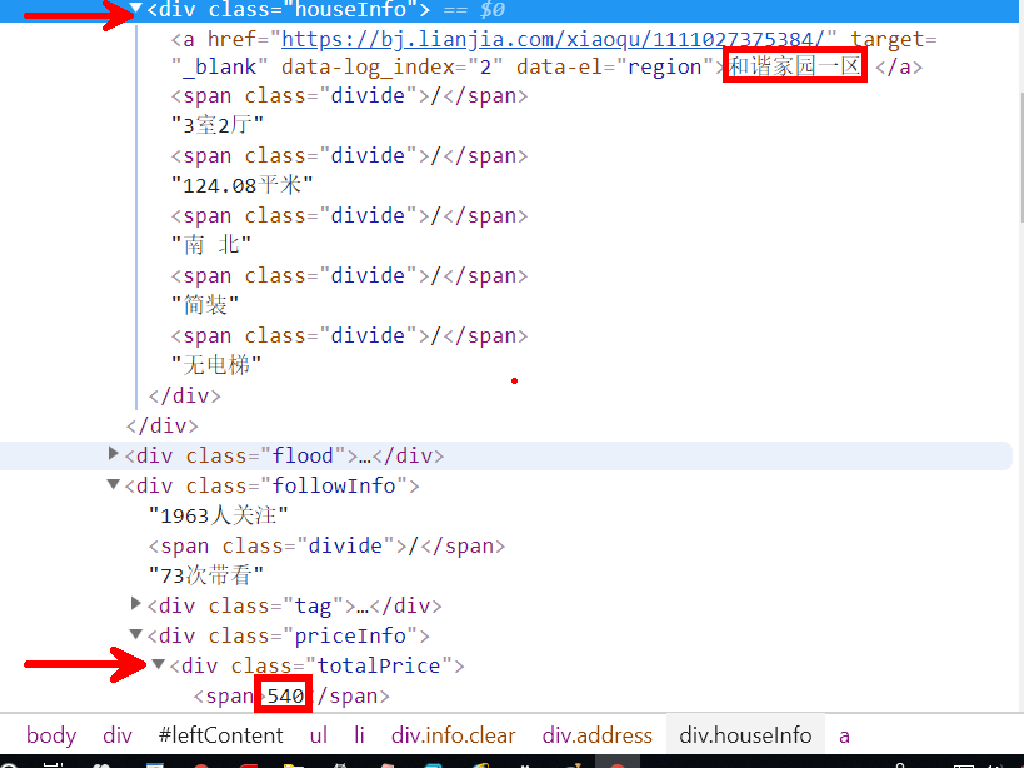 <div class="houseInfo"> == $0
<a href="https://bj.lianjia.com/xiaoqu/1111027375384/" target=
"_blank" data-log_index="2" data-el="region">和谐家园一区 </a>
<span class="divide">/</span>
"3室2厅"
<span class="divide">/</span>
"124.08平米"
<span class="divide">/</span>
"南 北"
<span class="divide">/</span>
"简装"
<span class="divide">/</span>
"无电梯"
</div>
</div>
<div class="flood">…</div>
<div class="followInfo">
"1963人关注"
<span class="divide">/</span>
"73次带看"
<div class="tag">…</div>
<div class="priceInfo">
<div class="totalPrice">
<span>540</span>
body div #leftContent ul li div.info.clear div.address div.houseInfo a